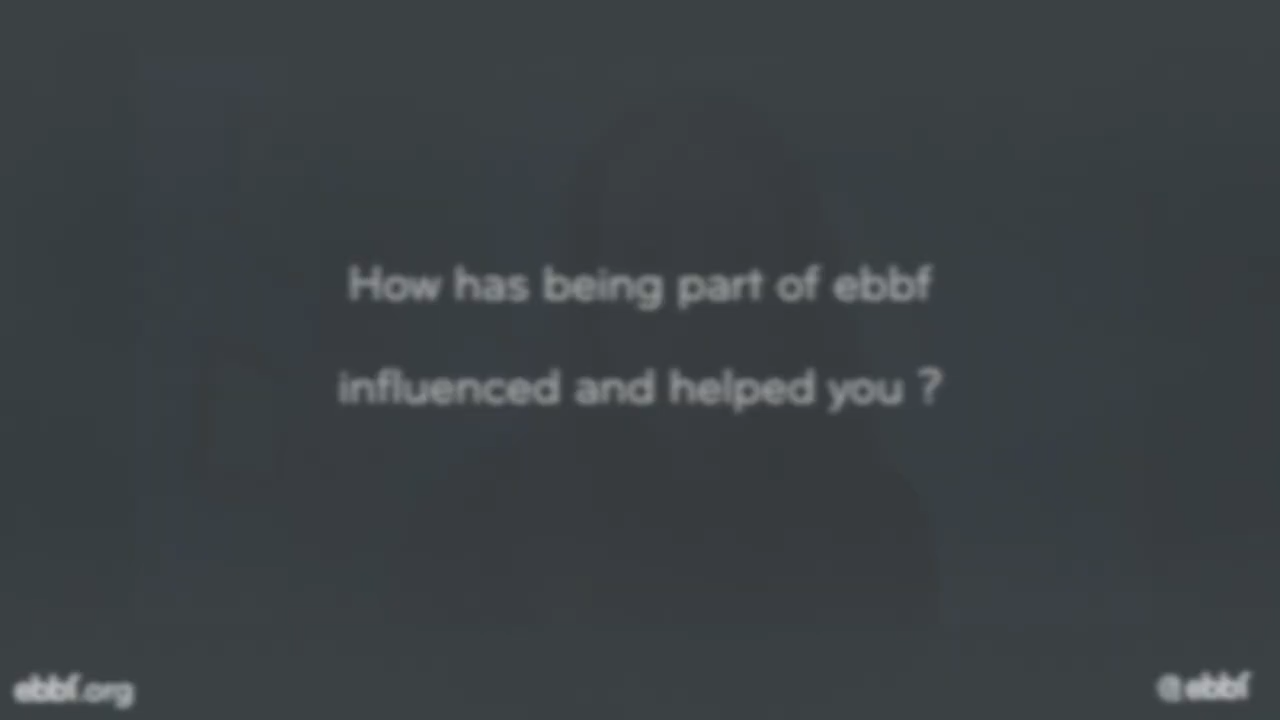 How has being part of ebbf
influenced and helped you ?
ebbf.org
@ebbf